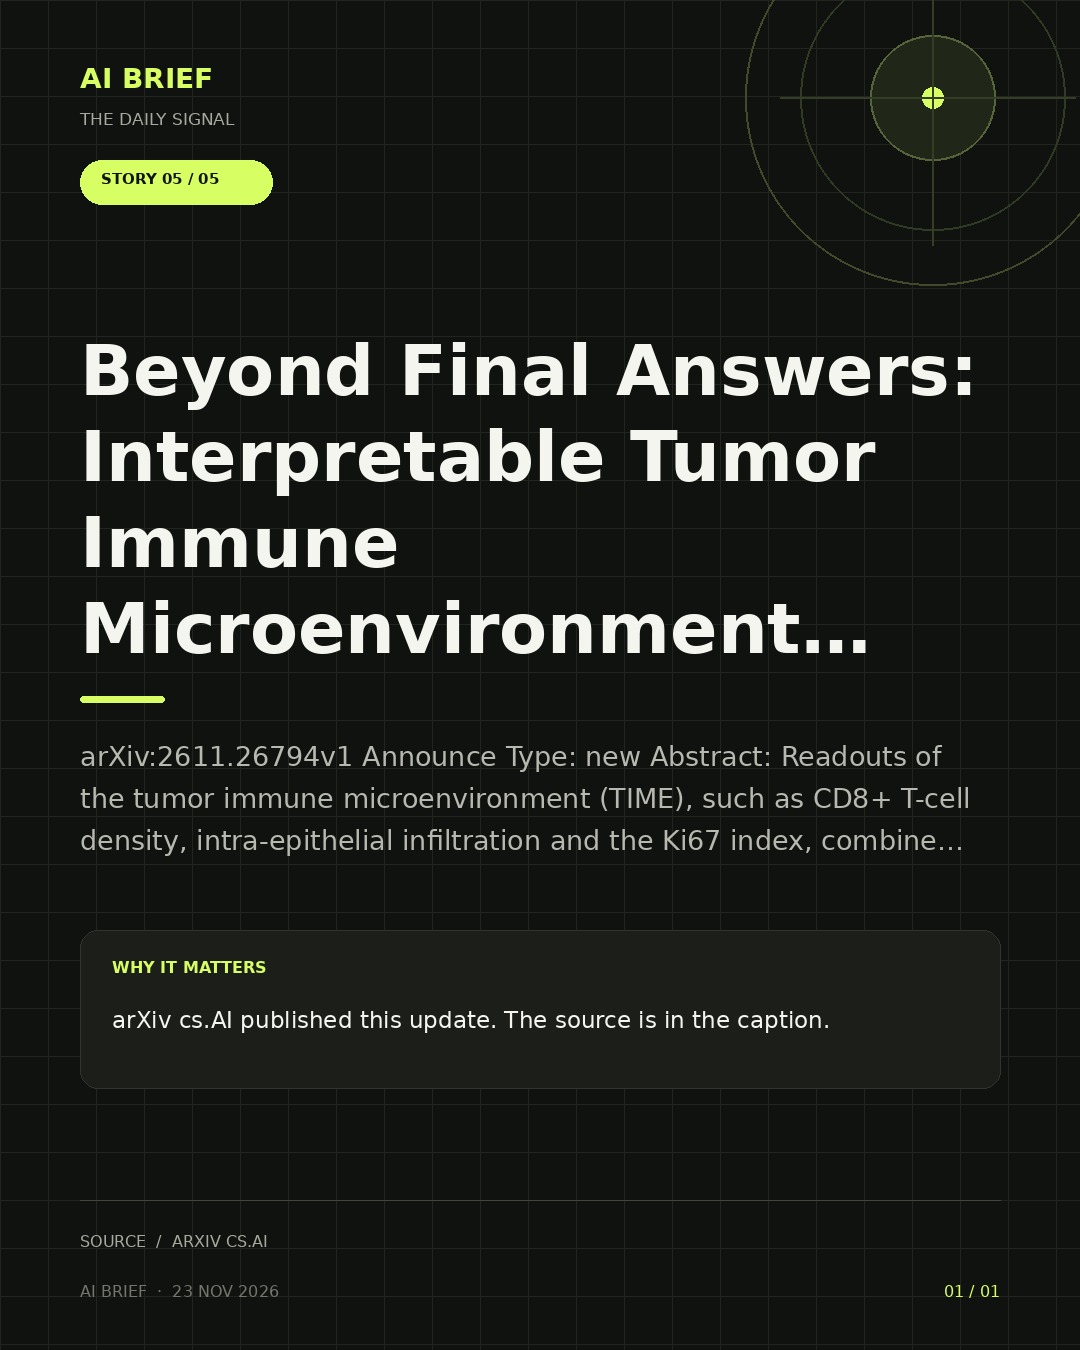 AI BRIEF
THE DAILY SIGNAL
STORY 05 / 05
Beyond Final Answers:
Interpretable Tumor
Immune
Microenvironment…
arXiv:2611.26794v1 Announce Type: new Abstract: Readouts of
the tumor immune microenvironment (TIME), such as CD8+ T-cell
density, intra-epithelial infiltration and the Ki67 index, combine…
WHY IT MATTERS
arXiv cs.AI published this update. The source is in the caption.
SOURCE / ARXIV CS.AI
AI BRIEF · 23 NOV 2026
01 / 01